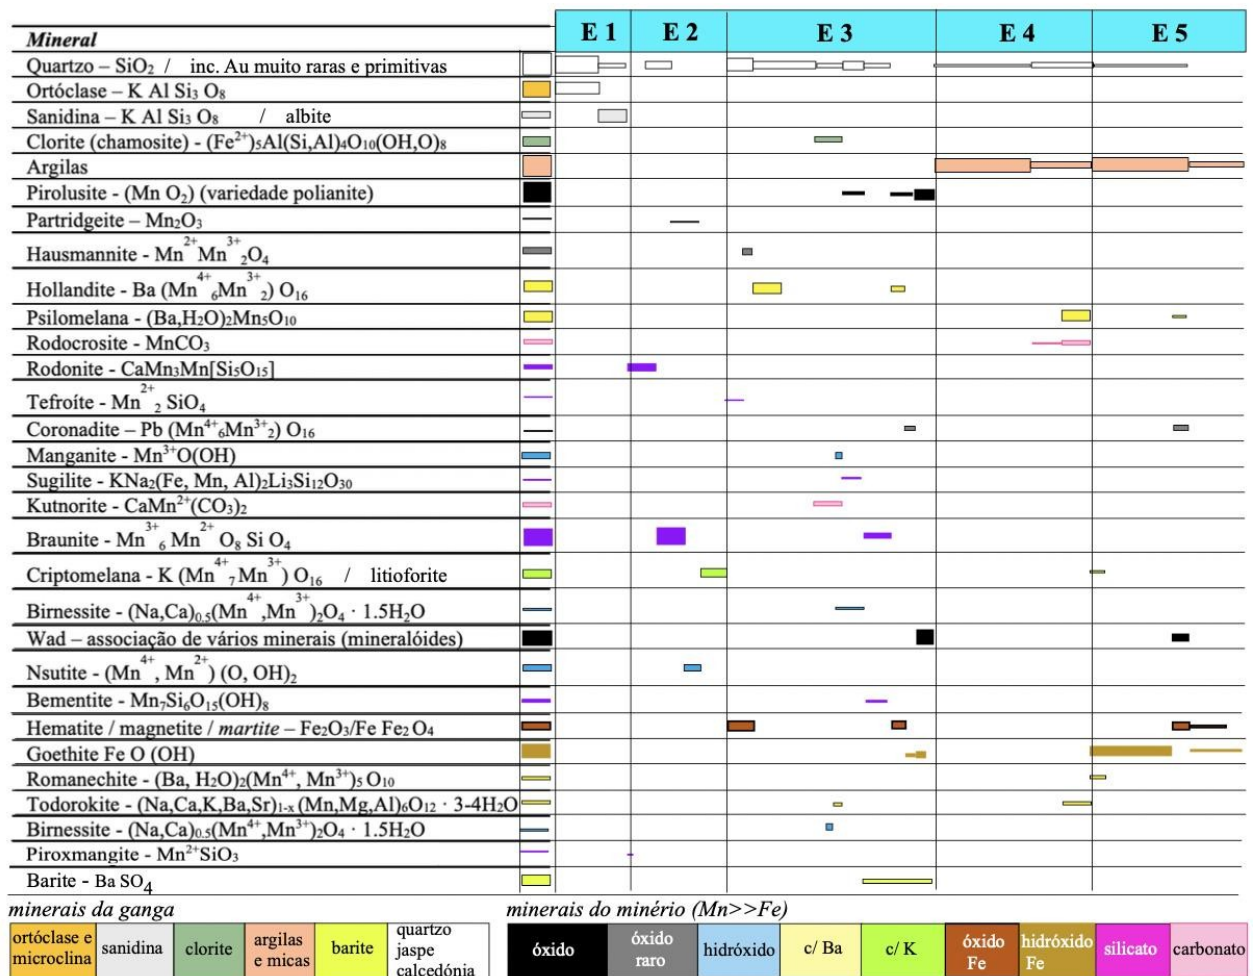 E 1 E 2 E 3 E 4 E 5
Mineral
Quartzo – SiO2 / inc. Au muito raras e primitivas
Ortóclase – K Al Si3 O8
Sanidina – K Al Si3 O8 / albite
Clorite (chamosite) - (Fe2+)5Al(Si,Al)4O10(OH,O)8
Argilas
Pirolusite - (Mn O2) (variedade polianite)
Partridgeite – Mn2O3
Hausmannite - Mn2+Mn3+2O4
Hollandite - Ba (Mn4+6Mn3+2) O16
Psilomelana - (Ba,H2O)2Mn5O10
Rodocrosite - MnCO3
Rodonite - CaMn3Mn[Si5O15]
Tefroíte - Mn2+2 SiO4
Coronadite – Pb (Mn4+6Mn3+2) O16
Manganite - Mn3+O(OH)
Sugilite - KNa2(Fe, Mn, Al)2Li3Si12O30
Kutnorite - CaMn2+(CO3)2
Braunite - Mn3+6 Mn2+ O8 Si O4
Criptomelana - K (Mn4+7Mn3+) O16 / litioforite
Birnessite - (Na,Ca)0.5(Mn4+,Mn3+)2O4 · 1.5H2O
Wad – associação de vários minerais (mineralóides)
Nsutite - (Mn4+, Mn2+) (O, OH)2
Bementite - Mn7Si6O15(OH)8
Hematite / magnetite / martite – Fe2O3/Fe Fe2 O4
Goethite Fe O (OH)
Romanechite - (Ba, H2O)2(Mn4+, Mn3+)5 O10
Todorokite - (Na,Ca,K,Ba,Sr)1-x (Mn,Mg,Al)6O12 · 3-4H2O
Birnessite - (Na,Ca)0.5(Mn4+,Mn3+)2O4 · 1.5H2O
Piroxmangite - Mn2+SiO3
Barite - Ba SO4
minerais da ganga
ortóclase e
microclina
sanidina
clorite
argilas
e micas
barite
quartzo
jaspe
calcedónia
minerais do minério (Mn>>Fe)
óxido
óxido
raro
hidróxido
c/ Ba
c/ K
óxido
Fe
hidróxido
Fe
silicato
carbonato